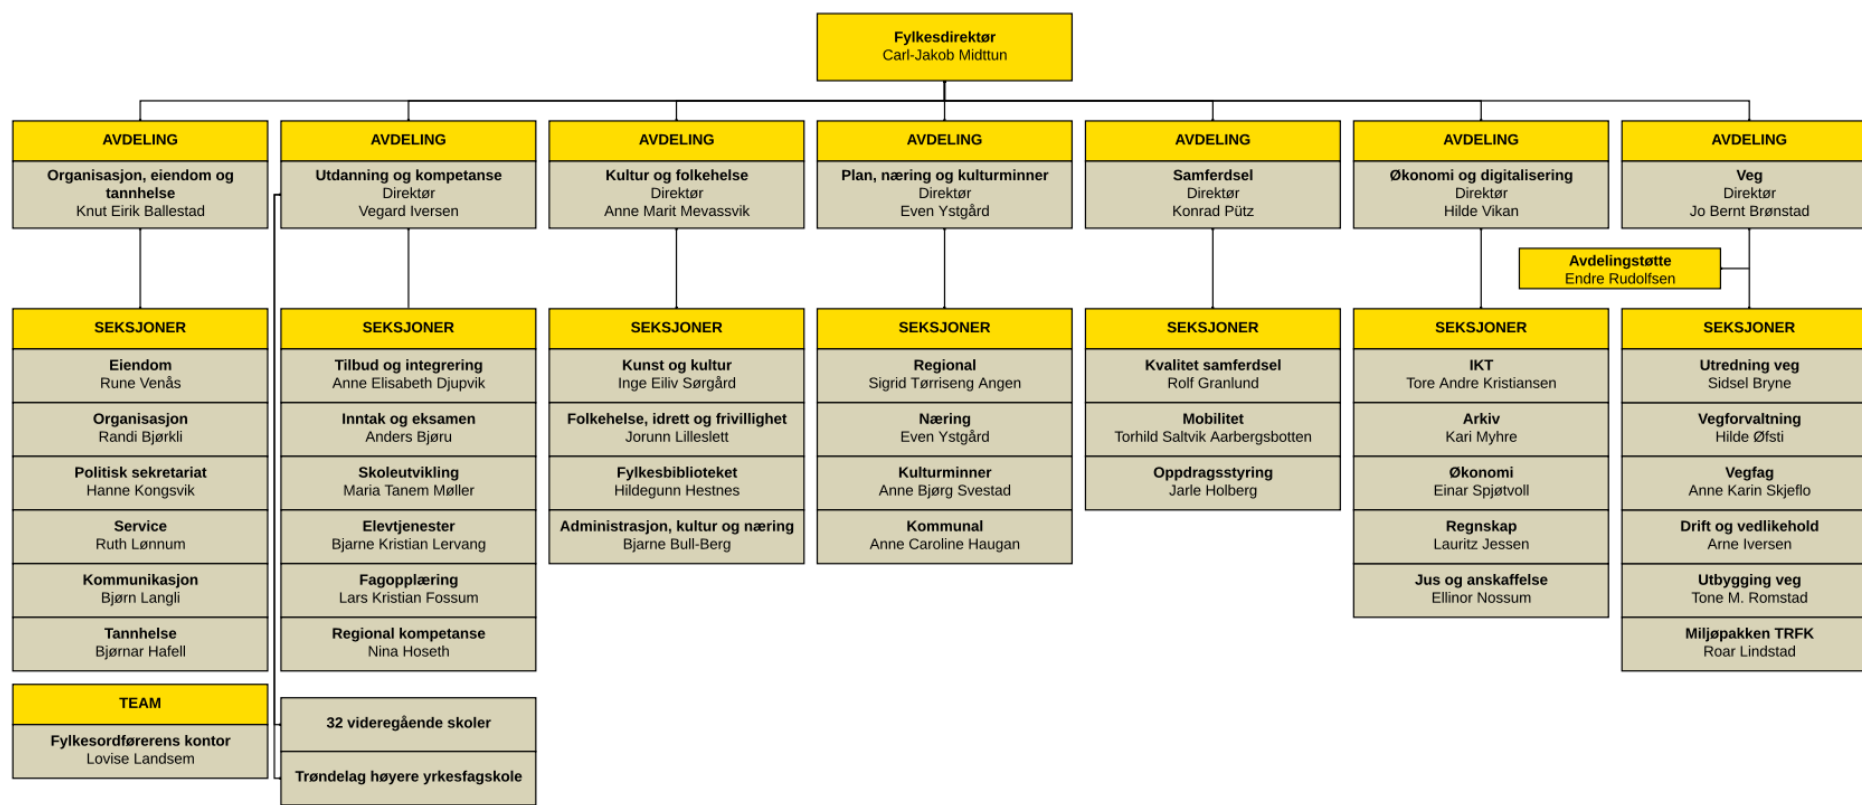 Fylkesdirektør
Carl-Jakob Midttun
AVDELING
Organisasjon, eiendom og
tannhelse
Knut Eirik Ballestad
SEKSJONER
Eiendom
Rune Venås
Organisasjon
Randi Bjørkli
Politisk sekretariat
Hanne Kongsvik
Service
Ruth Lønnum
Kommunikasjon
Bjørn Langli
Tannhelse
Bjørnar Hafell
TEAM
Fylkesordførerens kontor
Lovise Landsem
AVDELING
Utdanning og kompetanse
Direktør
Vegard Iversen
SEKSJONER
Tilbud og integrering
Anne Elisabeth Djupvik
Inntak og eksamen
Anders Bjøru
Skoleutvikling
Maria Tanem Møller
Elevtjenester
Bjarne Kristian Lervang
Fagopplæring
Lars Kristian Fossum
Regional kompetanse
Nina Hoseth
32 videregående skoler
Trøndelag høyere yrkesfagskole
AVDELING
Kultur og folkehelse
Direktør
Anne Marit Mevassvik
SEKSJONER
Kunst og kultur
Inge Eiliv Sørgård
Folkehelse, idrett og frivillighet
Jorunn Lilleslett
Fylkesbiblioteket
Hildegunn Hestnes
Administrasjon, kultur og næring
Bjarne Bull-Berg
AVDELING
Plan, næring og kulturminner
Direktør
Even Ystgård
SEKSJONER
Regional
Sigrid Tørriseng Angen
Næring
Even Ystgård
Kulturminner
Anne Bjørg Svestad
Kommunal
Anne Caroline Haugan
AVDELING
Samferdsel
Direktør
Konrad Pütz
SEKSJONER
Kvalitet samferdsel
Rolf Granlund
Mobilitet
Torhild Saltvik Aarbergsbotten
Oppdragsstyring
Jarle Holberg
AVDELING
Økonomi og digitalisering
Direktør
Hilde Vikan
SEKSJONER
IKT
Tore Andre Kristiansen
Arkiv
Kari Myhre
Økonomi
Einar Spjøtvoll
Regnskap
Lauritz Jessen
Jus og anskaffelse
Ellinor Nossum
AVDELING
Veg
Direktør
Jo Bernt Brønstad
Avdelingstøtte
Endre Rudolfsen
SEKSJONER
Utredning veg
Sidsel Bryne
Vegforvaltning
Hilde Øfsti
Vegfag
Anne Karin Skjeflo
Drift og vedlikehold
Arne Iversen
Utbygging veg
Tone M. Romstad
Miljøpakken TRFK
Roar Lindstad